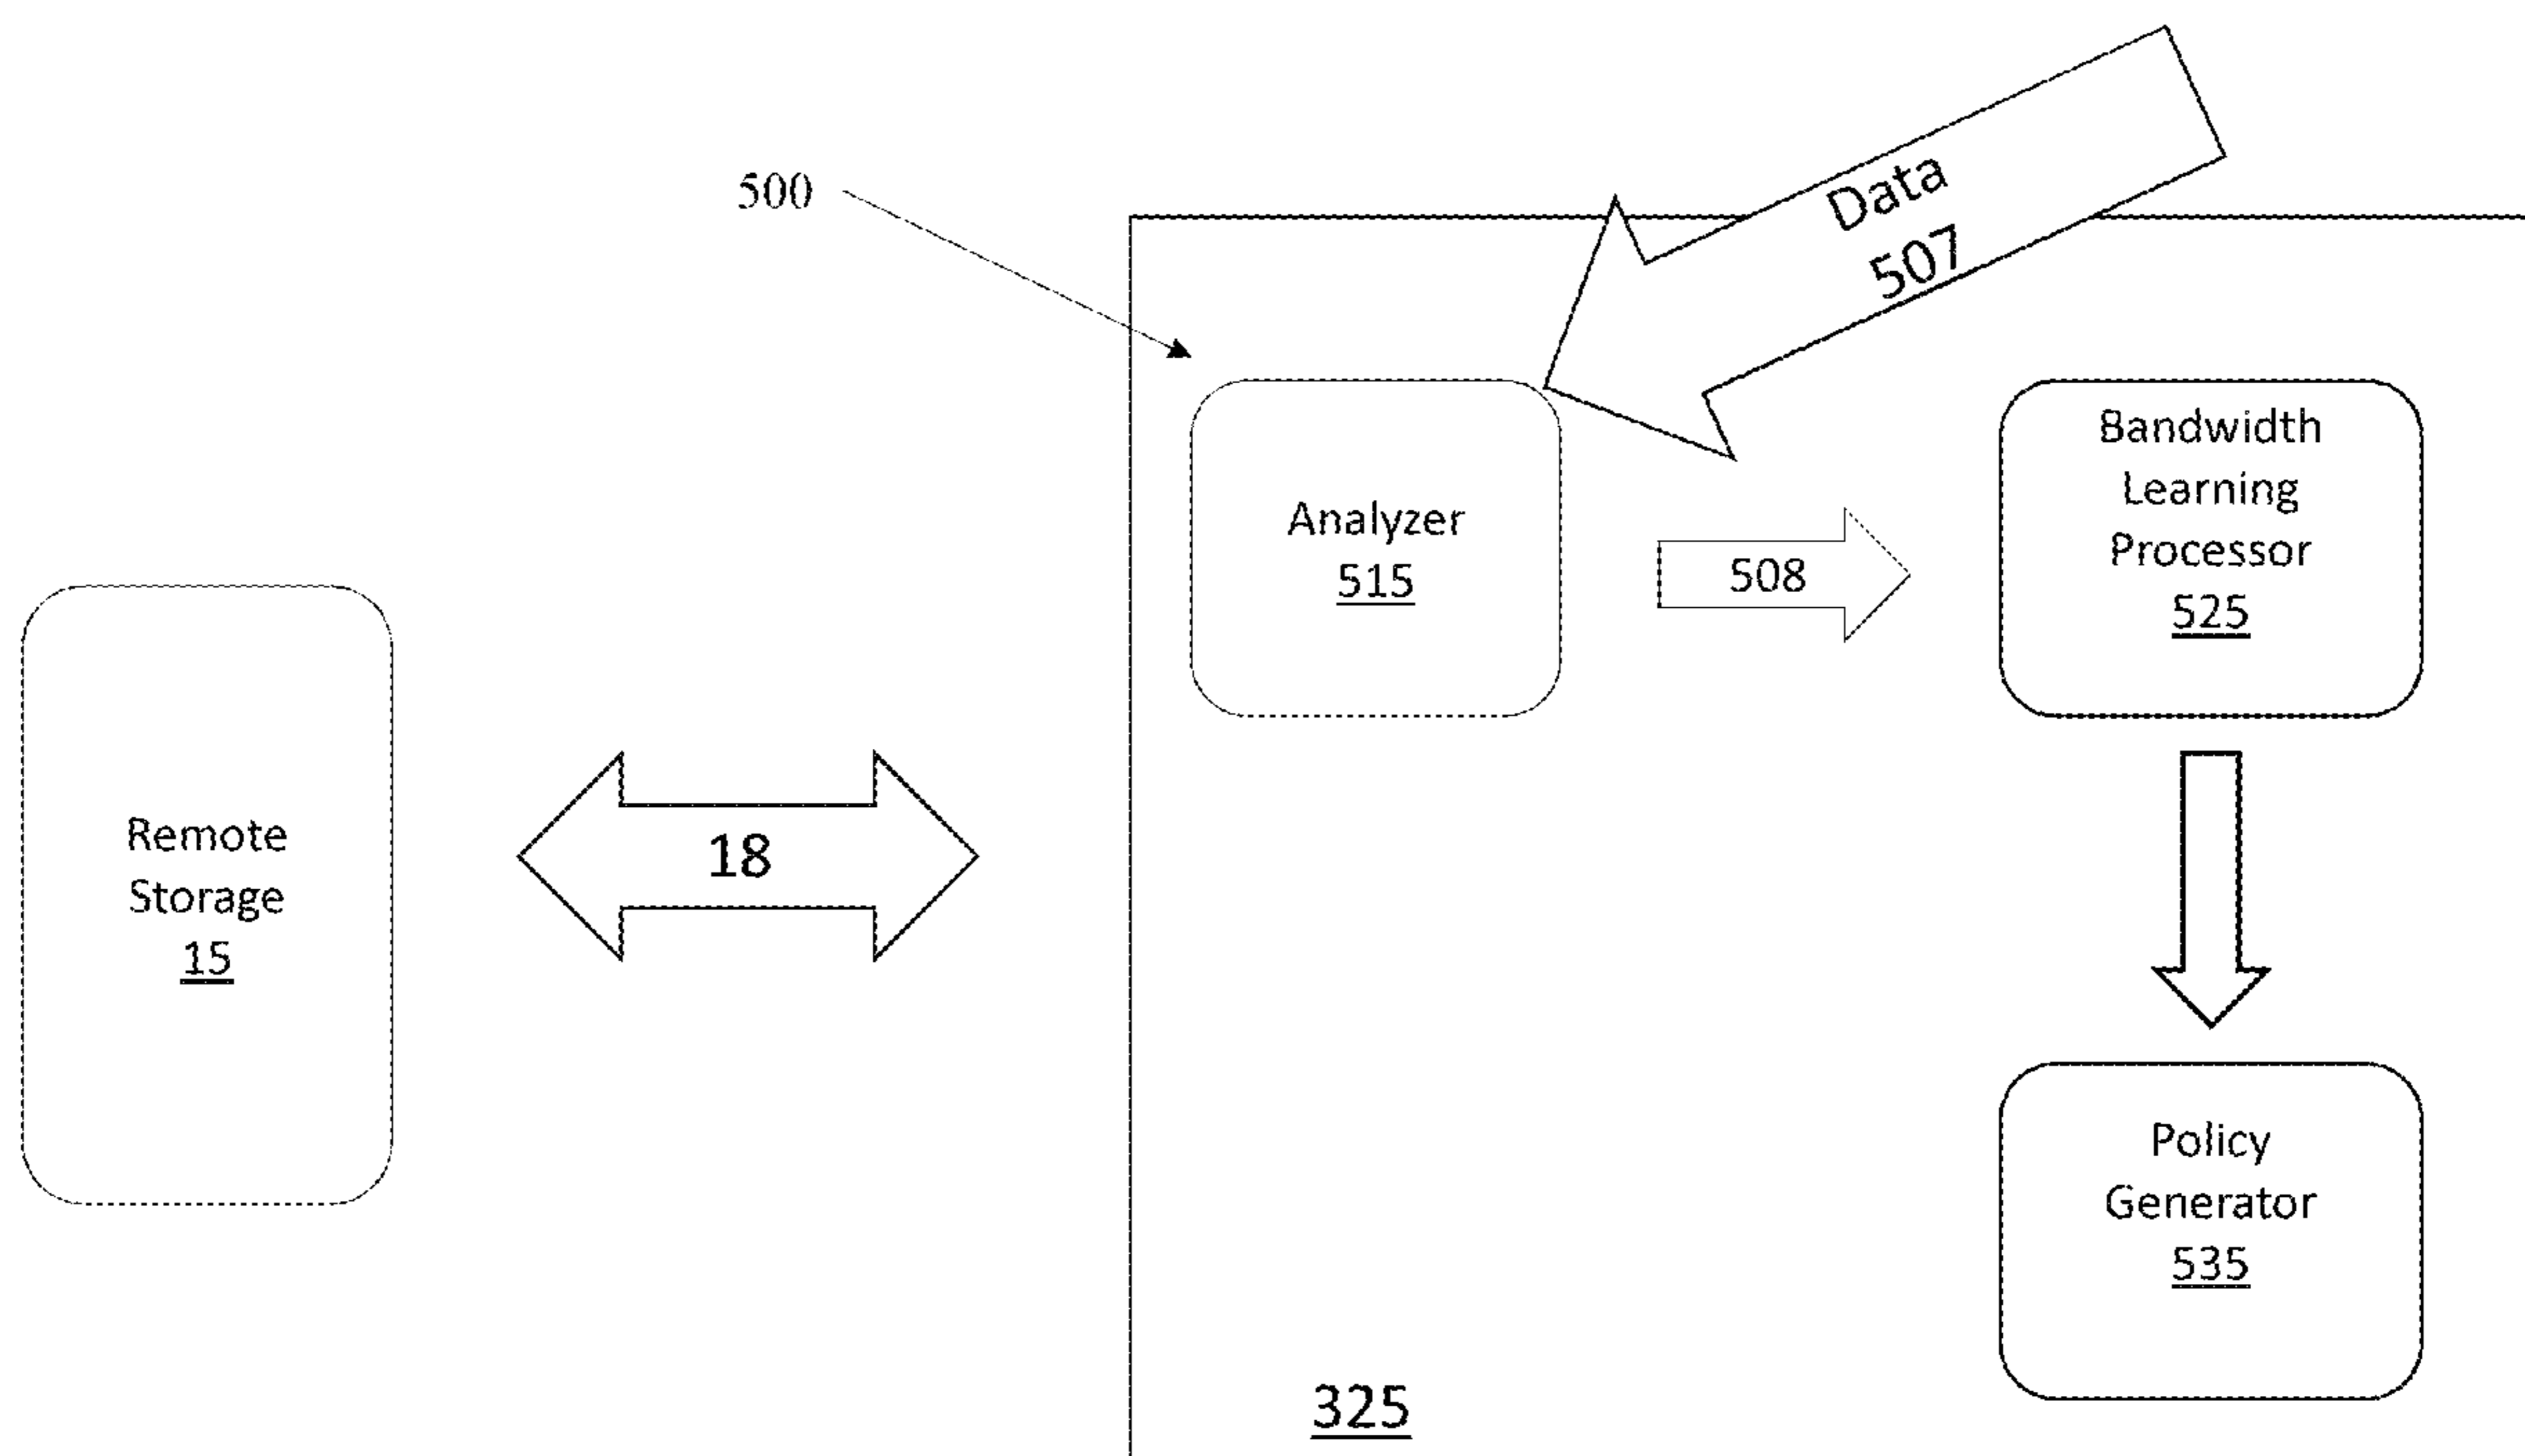 500
Data
507
Analyzer
515
508
Bandwidth
Learning
Processor
525
Remote
Storage
15
18
Policy
Generator
535
325